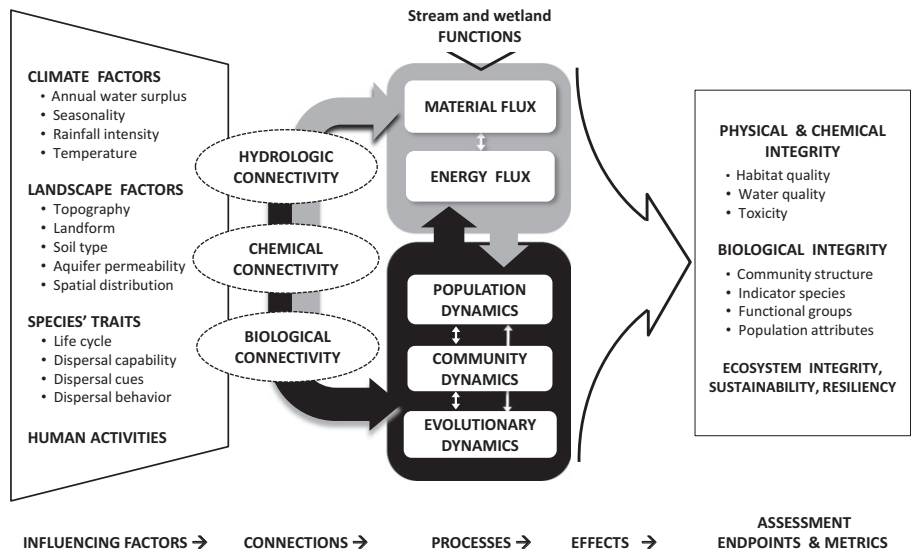 Stream and wetland
FUNCTIONS
CLIMATE FACTORS
• Annual water surplus
• Seasonality
• Rainfall intensity
• Temperature
LANDSCAPE FACTORS
• Topography
• Landform
• Soil type
• Aquifer permeability
• Spatial distribution
SPECIES' TRAITS
• Life cycle
• Dispersal capability
• Dispersal cues
• Dispersal behavior
HUMAN ACTIVITIES
HYDROLOGIC
CONNECTIVITY
CHEMICAL
CONNECTIVITY
BIOLOGICAL
CONNECTIVITY
MATERIAL FLUX
ENERGY FLUX
POPULATION
DYNAMICS
COMMUNITY
DYNAMICS
EVOLUTIONARY
DYNAMICS
PHYSICAL & CHEMICAL
INTEGRITY
• Habitat quality
• Water quality
• Toxicity
BIOLOGICAL INTEGRITY
• Community structure
• Indicator species
• Functional groups
• Population attributes
ECOSYSTEM INTEGRITY,
SUSTAINABILITY, RESILIENCY
INFLUENCING FACTORS → CONNECTIONS → PROCESSES → EFFECTS →
ASSESSMENT
ENDPOINTS & METRICS